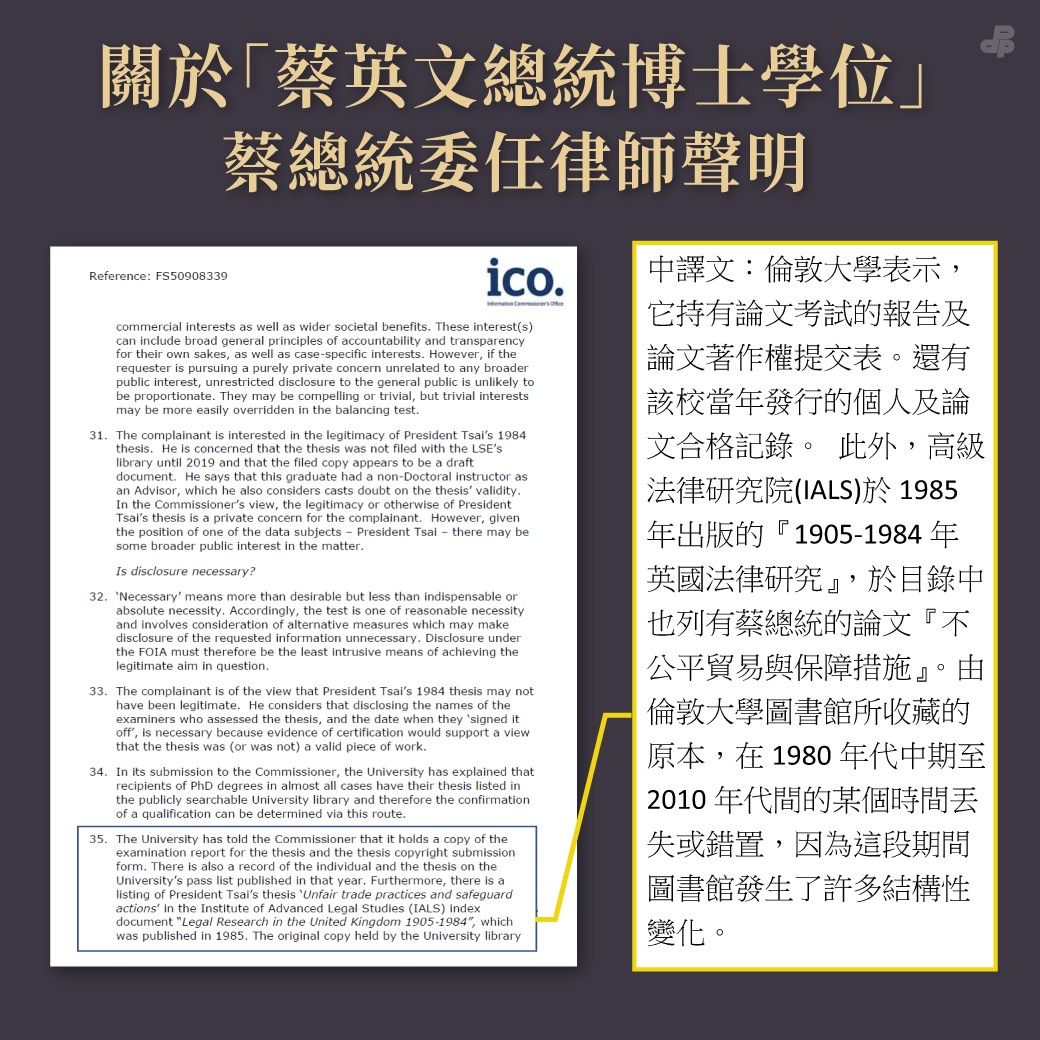 關於「蔡英文總統博士學位」
蔡總統委任律師聲明
Reference: FS50908339
ico.
Information Commissioner's Office
commercial interests as well as wider societal benefits. These interest(s)
can include broad general principles of accountability and transparency
for their own sakes, as well as case-specific interests. However, if the
requester is pursuing a purely private concern unrelated to any broader
public interest, unrestricted disclosure to the general public is unlikely to
be proportionate. They may be compelling or trivial, but trivial interests
may be more easily overridden in the balancing test.
31. The complainant is interested in the legitimacy of President Tsai's 1984
thesis. He is concerned that the thesis was not filed with the LSE's
library until 2019 and that the filed copy appears to be a draft
document. He says that this graduate had a non-Doctoral instructor as
an Advisor, which he also considers casts doubt on the thesis' validity.
In the Commissioner's view, the legitimacy or otherwise of President
Tsai's thesis is a private concern for the complainant. However, given
the position of one of the data subjects – President Tsai – there may be
some broader public interest in the matter.
Is disclosure necessary?
32. 'Necessary' means more than desirable but less than indispensable or
absolute necessity. Accordingly, the test is one of reasonable necessity
and involves consideration of alternative measures which may make
disclosure of the requested information unnecessary. Disclosure under
the FOIA must therefore be the least intrusive means of achieving the
legitimate aim in question.
33. The complainant is of the view that President Tsai's 1984 thesis may not
have been legitimate. He considers that disclosing the names of the
examiners who assessed the thesis, and the date when they 'signed it
off', is necessary because evidence of certification would support a view
that the thesis was (or was not) a valid piece of work.
34. In its submission to the Commissioner, the University has explained that
recipients of PhD degrees in almost all cases have their thesis listed in
the publicly searchable University library and therefore the confirmation
of a qualification can be determined via this route.
35. The University has told the Commissioner that it holds a copy of the
examination report for the thesis and the thesis copyright submission
form. There is also a record of the individual and the thesis on the
University's pass list published in that year. Furthermore, there is a
listing of President Tsai's thesis 'Unfair trade practices and safeguard
actions' in the Institute of Advanced Legal Studies (IALS) index
document "Legal Research in the United Kingdom 1905-1984", which
was published in 1985. The original copy held by the University library
中譯文：倫敦大學表示，
它持有論文考試的報告及
論文著作權提交表。還有
該校當年發行的個人及論
文合格記錄。 此外，高級
法律研究院(IALS)於 1985
年出版的『1905-1984 年
英國法律研究』，於目錄中
也列有蔡總統的論文『不
公平貿易與保障措施』。由
倫敦大學圖書館所收藏的
原本，在 1980 年代中期至
2010 年代間的某個時間丟
失或錯置，因為這段期間
圖書館發生了許多結構性
變化。